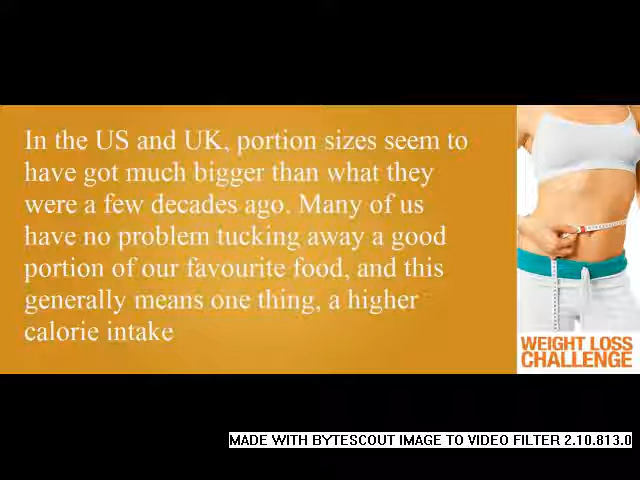 In the US and UK, portion sizes seem to
have got much bigger than what they
were a few decades ago. Many of us
have no problem tucking away a good
portion of our favourite food, and this
generally means one thing, a higher
calorie intake
WEIGHT LOSS
CHALLENGE
MADE WITH BYTESCOUT IMAGE TO VIDEO FILTER 2.10.813.0